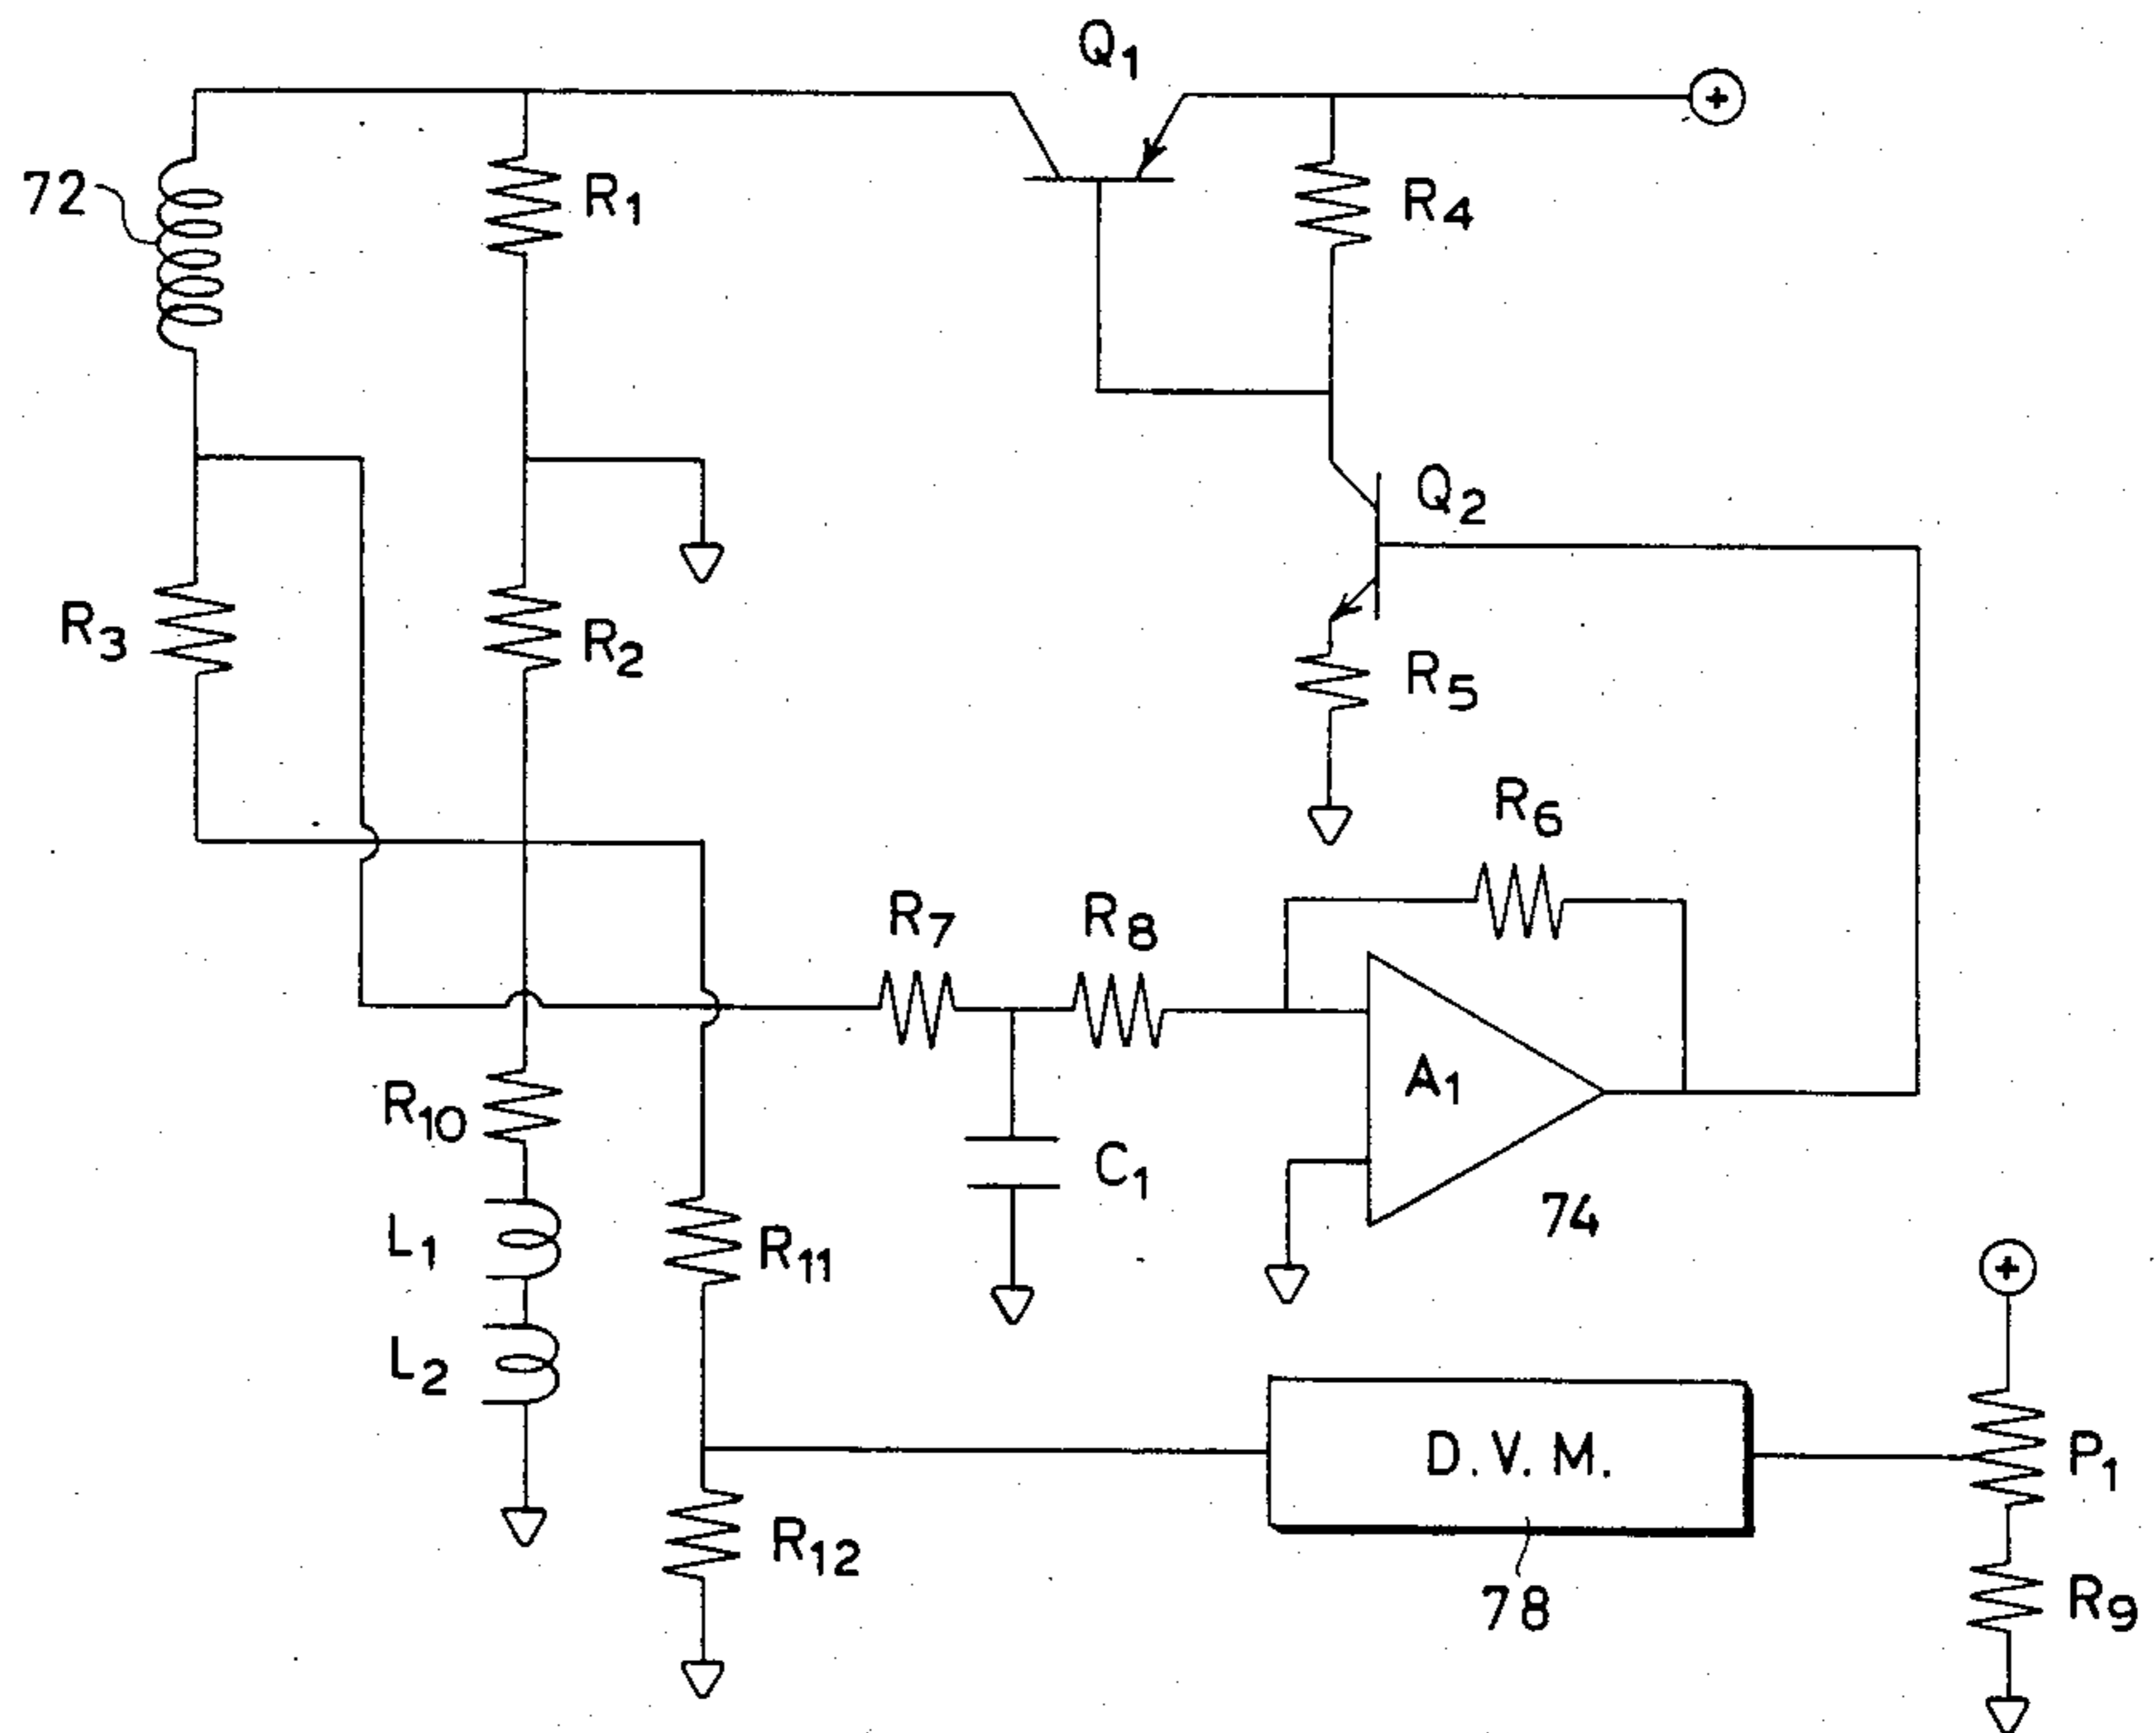 Q1
+
72
R1
R4
Q2
R3
R2
R5
R6
R7
R8
A1
R10
C1
L1
74
R11
+
L2
D.V.M.
P1
R12
78
R9